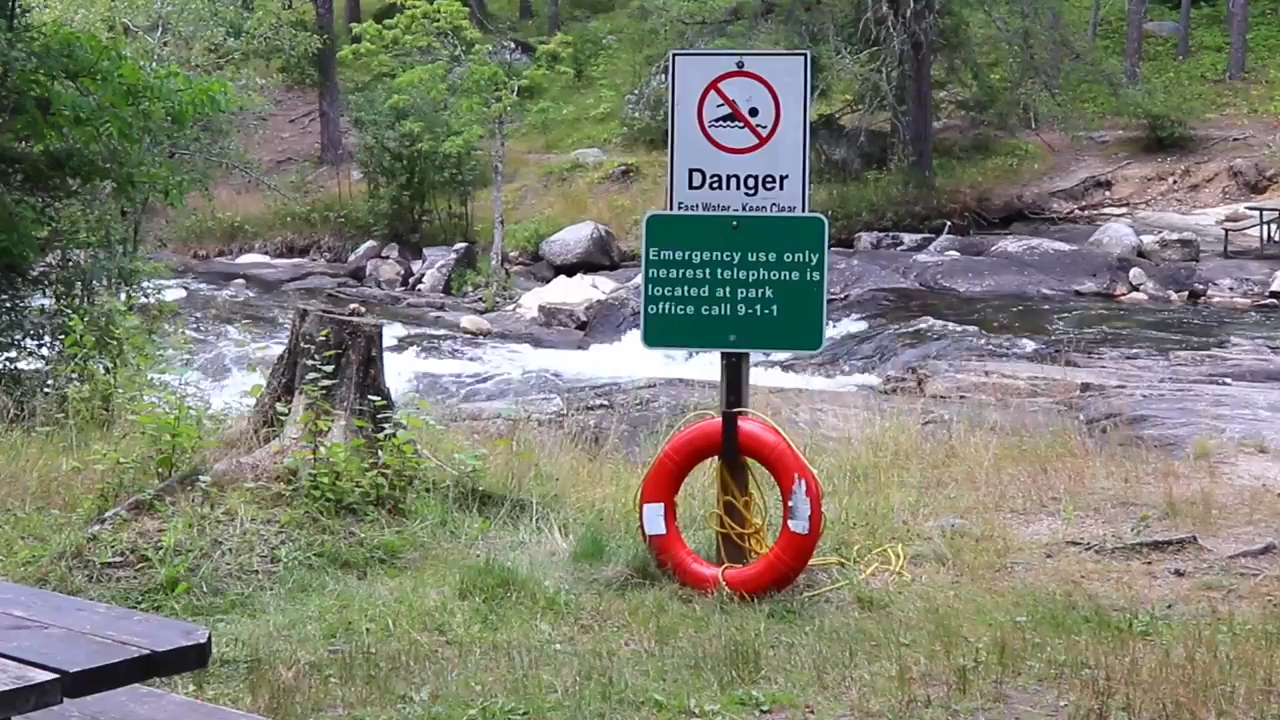 Danger
Fast Water – Keep Clear
Emergency use only
nearest telephone is
located at park
office call 9-1-1